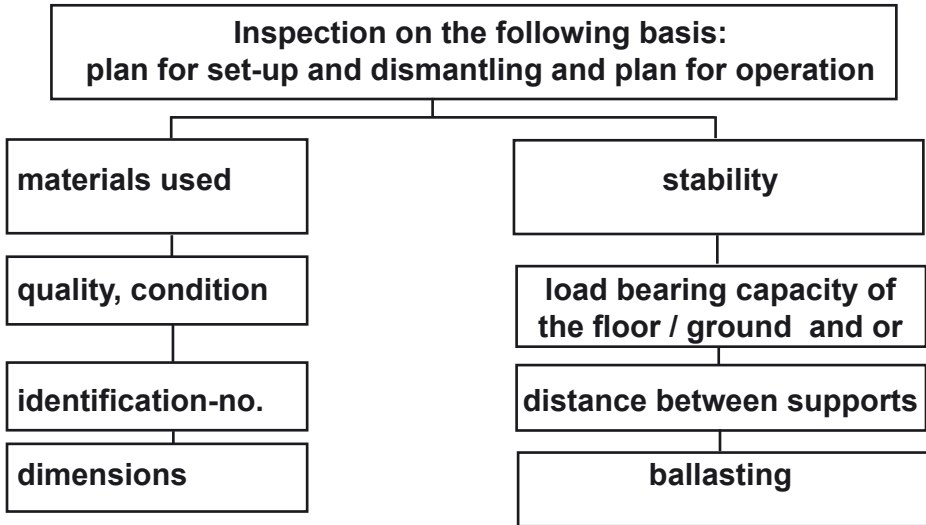 Inspection on the following basis:
plan for set-up and dismantling and plan for operation
materials used
quality, condition
identification-no.
dimensions
stability
load bearing capacity of
the floor / ground and or
distance between supports
ballasting